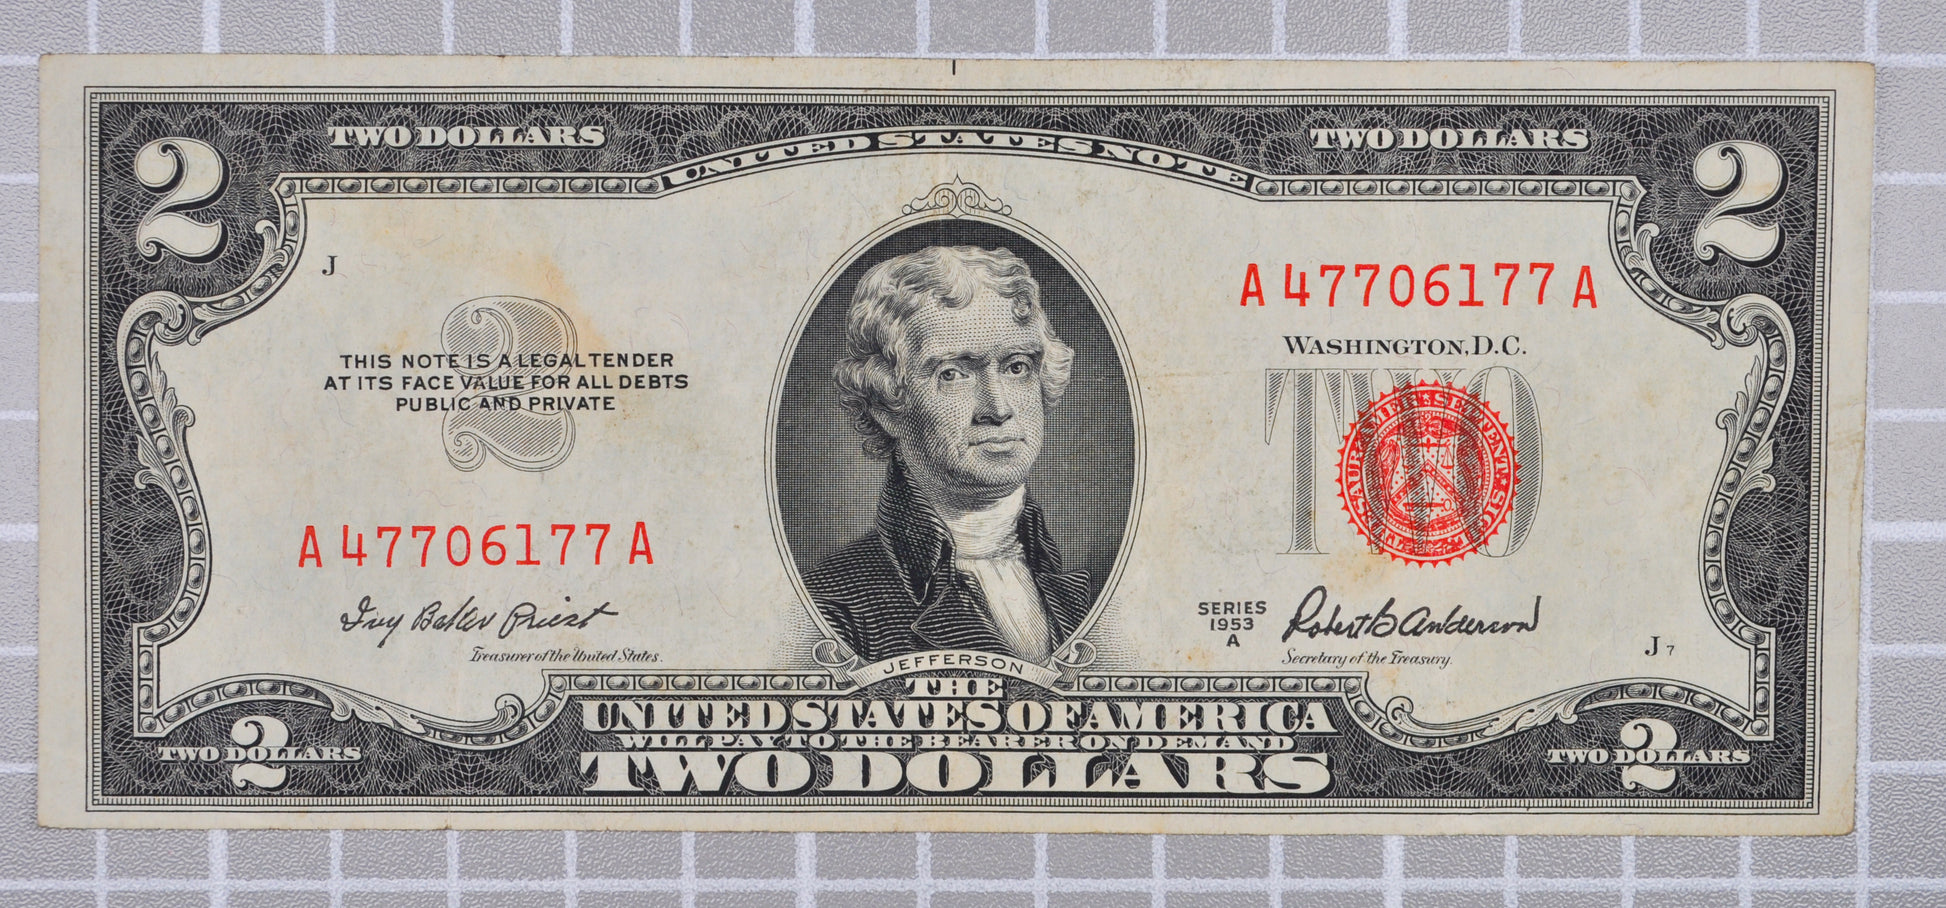 TWO DOLLARS
UNITED STATES NOTE
TWO DOLLARS
2
2
J
A 47706177 A
WASHINGTON, D.C.
2
THIS NOTE IS A LEGAL TENDER
AT ITS FACE VALUE FOR ALL DEBTS
PUBLIC AND PRIVATE
TWO
A 47706177 A
Ivy Baker Priest
Treasurer of the United States.
SERIES
1953
A
Robert B Anderson
Secretary of the Treasury.
J 7
JEFFERSON
THE
UNITED STATES OF AMERICA
WILL PAY TO THE BEARER ON DEMAND
TWO DOLLARS
TWO DOLLARS
2
TWO DOLLARS
2